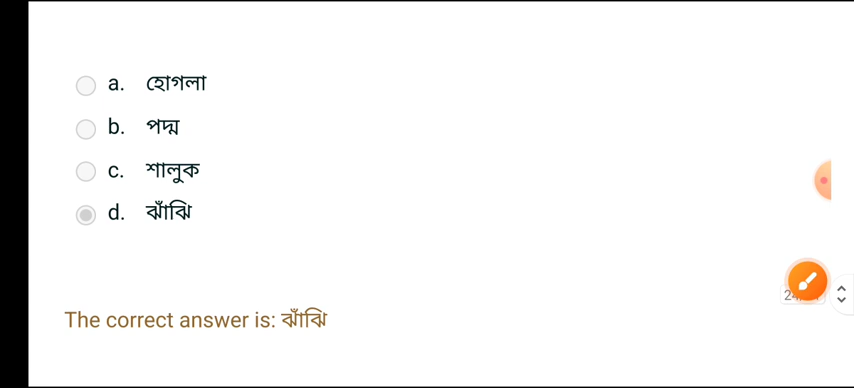 a. হোগলা
b. পদ্ম
c. শালুক
d. ঝাঁঝি
The correct answer is: ঝাঁঝি